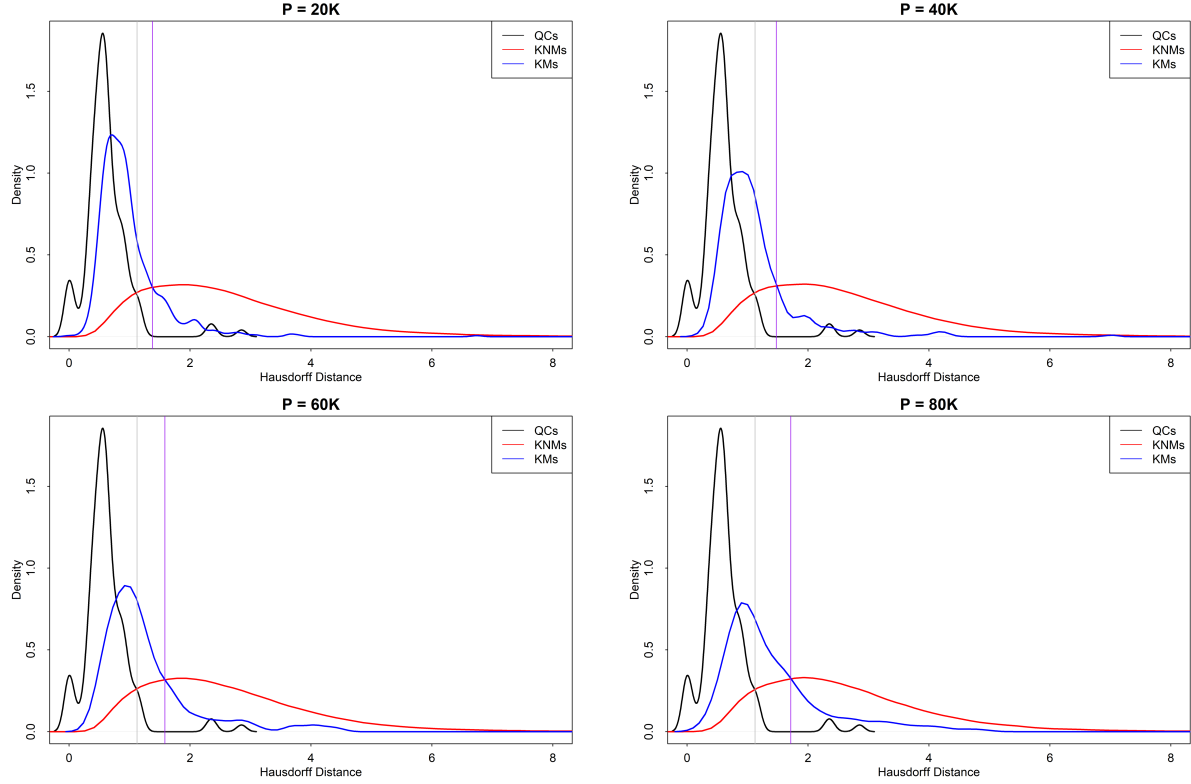 P = 20K
QCs
KNMs
KMs
Density
0.0 0.5 1.0 1.5
0 2 4 6 8
Hausdorff Distance
P = 40K
QCs
KNMs
KMs
Density
0.0 0.5 1.0 1.5
0 2 4 6 8
Hausdorff Distance
P = 60K
QCs
KNMs
KMs
Density
0.0 0.5 1.0 1.5
0 2 4 6 8
Hausdorff Distance
P = 80K
QCs
KNMs
KMs
Density
0.0 0.5 1.0 1.5
0 2 4 6 8
Hausdorff Distance